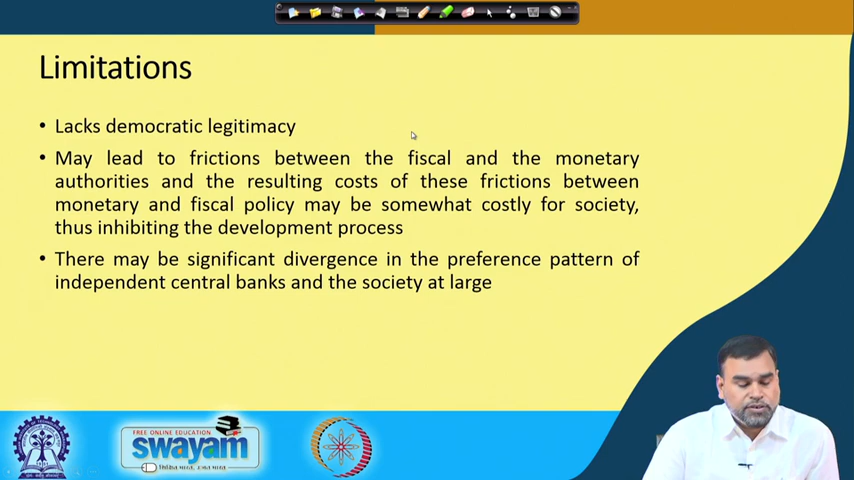 Limitations
• Lacks democratic legitimacy
• May lead to frictions between the fiscal and the monetary
authorities and the resulting costs of these frictions between
monetary and fiscal policy may be somewhat costly for society,
thus inhibiting the development process
• There may be significant divergence in the preference pattern of
independent central banks and the society at large
FREE ONLINE EDUCATION
swayam